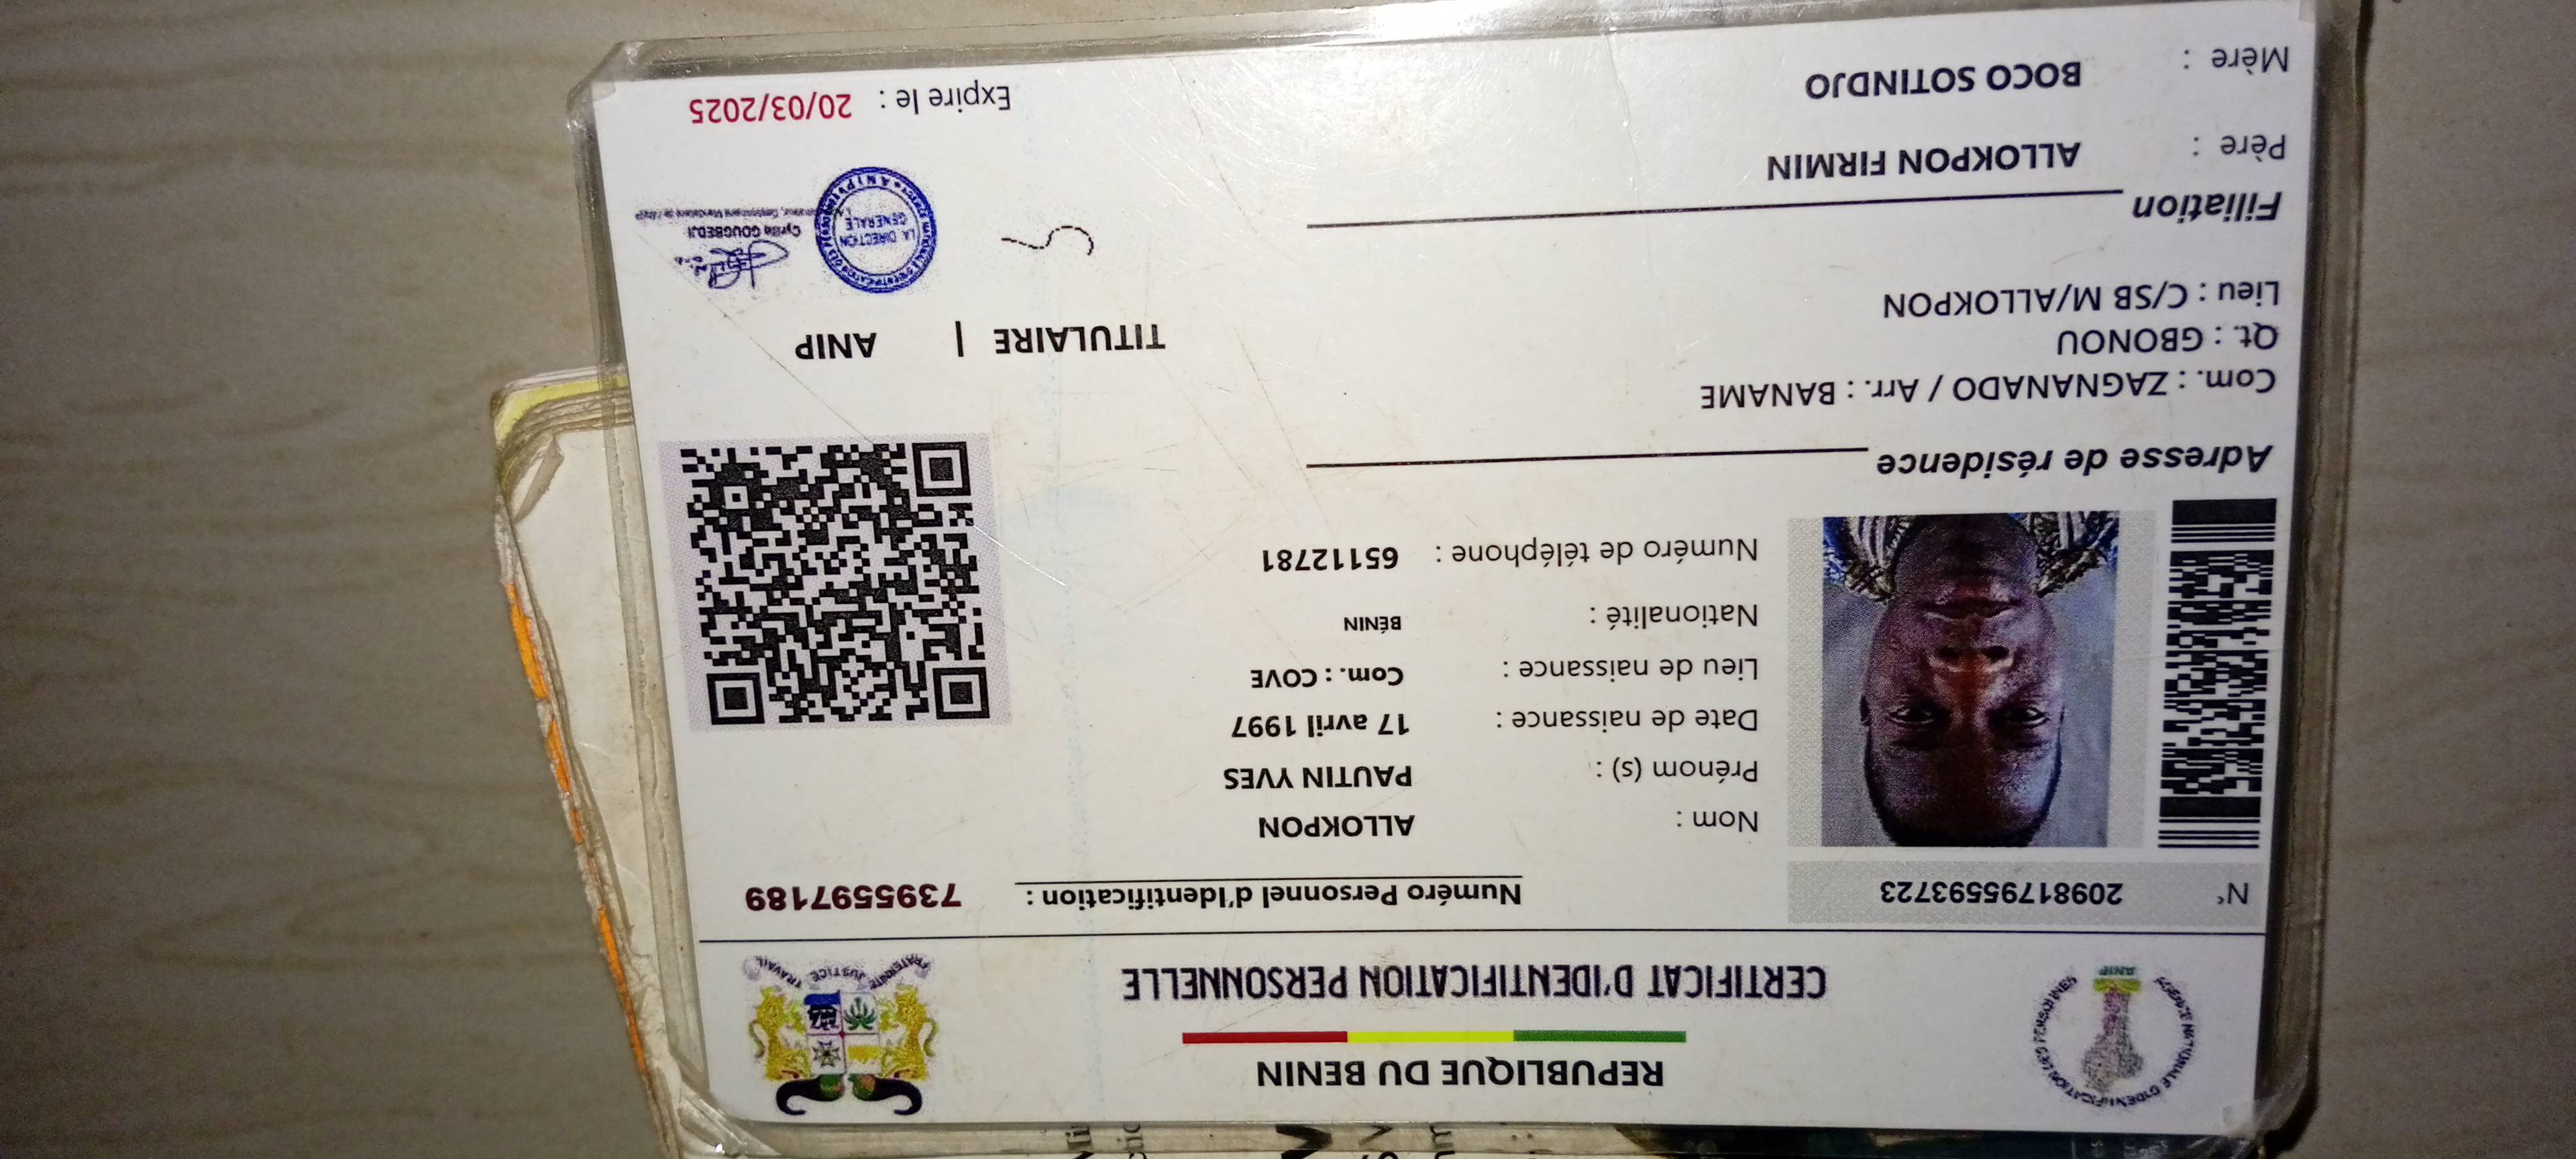 REPUBLIQUE DU BENIN
CERTIFICAT D'IDENTIFICATION PERSONNELLE
AGENCE NATIONALE D'IDENTIFICATION DES PERSONNES
ANIP
FRATERNITE JUSTICE TRAVAIL
N° 20981795593723
Numéro Personnel d'Identification : 7395597189
Nom : ALLOKPON
Prénom (s) : PAUTIN YVES
Date de naissance : 17 avril 1997
Lieu de naissance : Com. : COVE
Nationalité : BÉNIN
Numéro de téléphone : 65112781
Adresse de résidence
Com. : ZAGNANADO / Arr. : BANAME
Qt. : GBONOU
Lieu : C/SB M/ALLOKPON
TITULAIRE | ANIP
LA DIRECTION
GENERALE
Cyrille GOUGBEDJI
Filiation
Père : ALLOKPON FIRMIN
Mère : BOCO SOTINDJO
Expire le : 20/03/2025